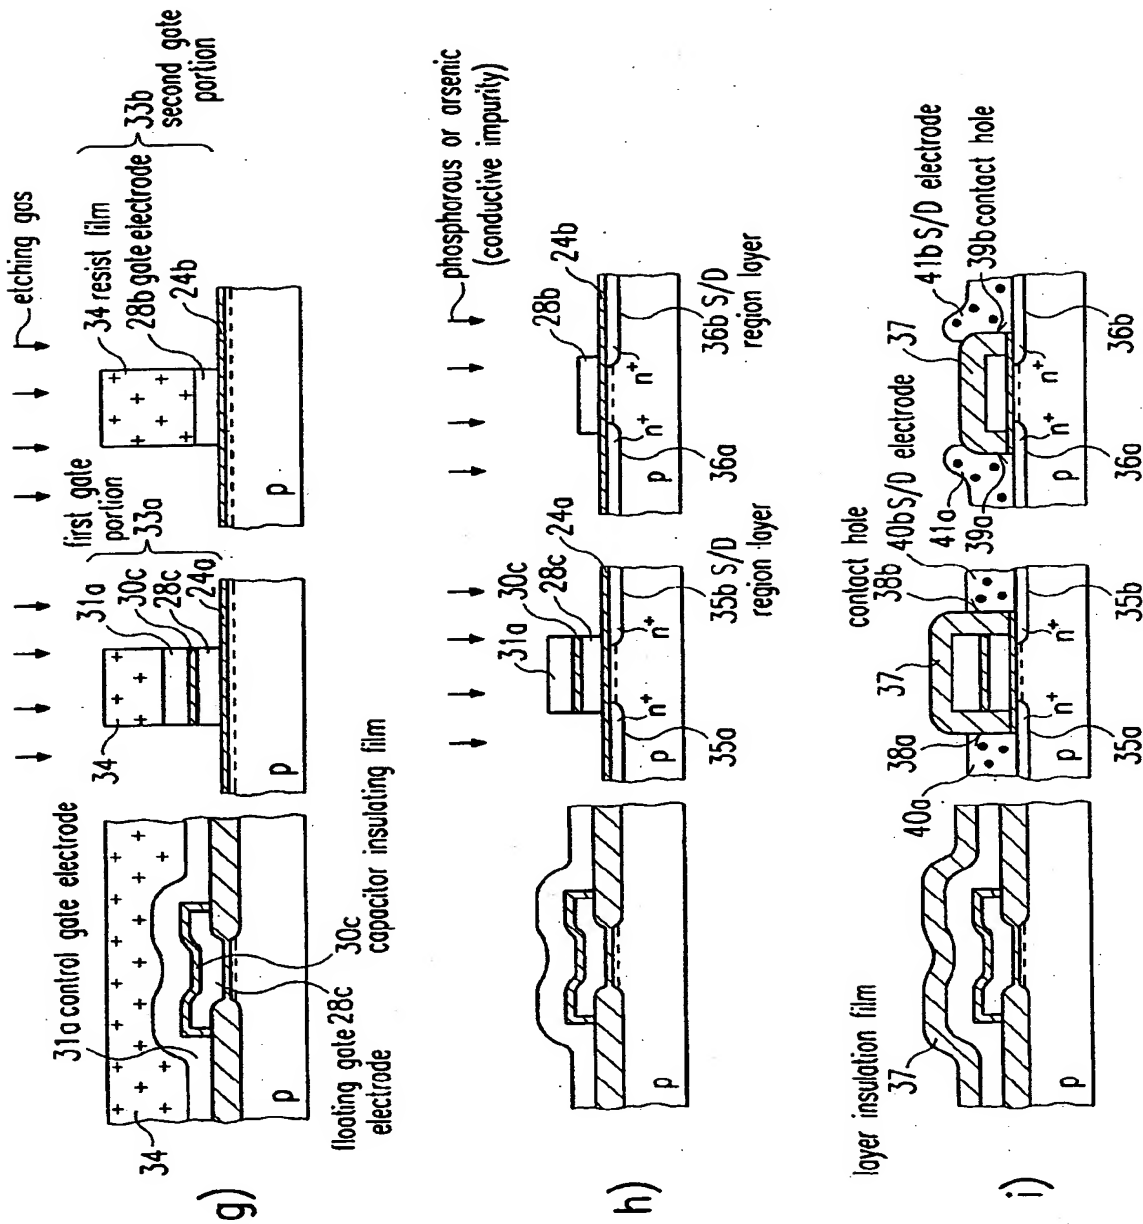 g)
34
31a control gate electrode
floating gate 28c
electrode
30c
capacitor insulating film
p
34
31a
30c
28c
24a
first gate
portion
33a
p
etching gas
34 resist film
28b gate electrode
24b
33b
second gate
portion
p
h)
p
31a
30c
28c
24a
35a
n+
n+
35b S/D
region layer
p
phosphorous or arsenic
(conductive impurity)
28b
24b
36a
n+
n+
36b S/D
region layer
p
i)
layer insulation film
37
p
40a
38a
37
contact hole
38b
40b S/D electrode
35a
n+
n+
35b
p
41a
39a
37
41b S/D electrode
39b contact hole
36a
n+
n+
36b
p